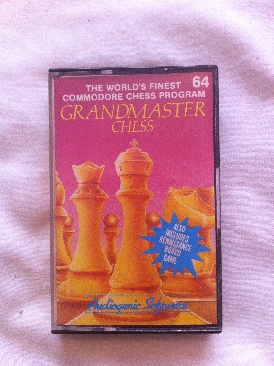 THE WORLD'S FINEST 64
COMMODORE CHESS PROGRAM
GRANDMASTER
CHESS
ALSO
INCLUDES
RENAISSANCE
BOARD
GAME
Audiogenic Software